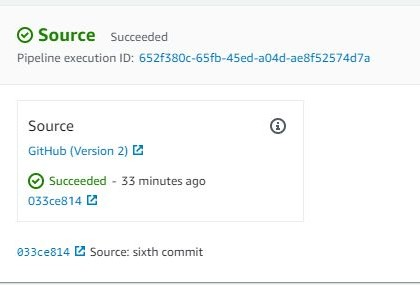 Source Succeeded
Pipeline execution ID: 652f380c-65fb-45ed-a04d-ae8f52574d7a
Source
GitHub (Version 2)
Succeeded - 33 minutes ago
033ce814
033ce814 Source: sixth commit